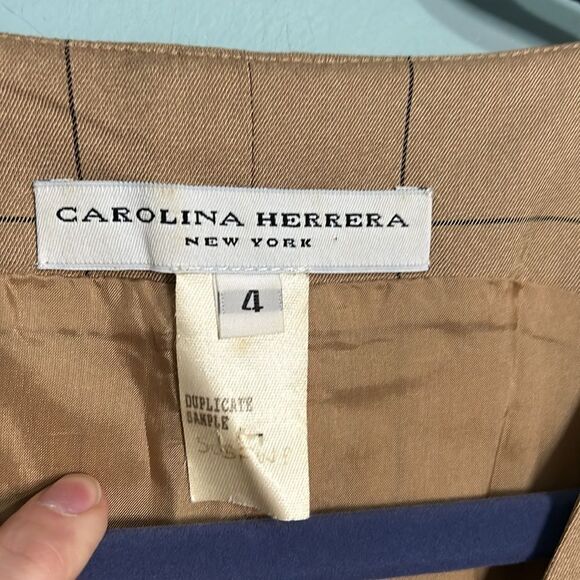 CAROLINA HERRERA
NEW YORK
4
DUPLICATE
SAMPLE